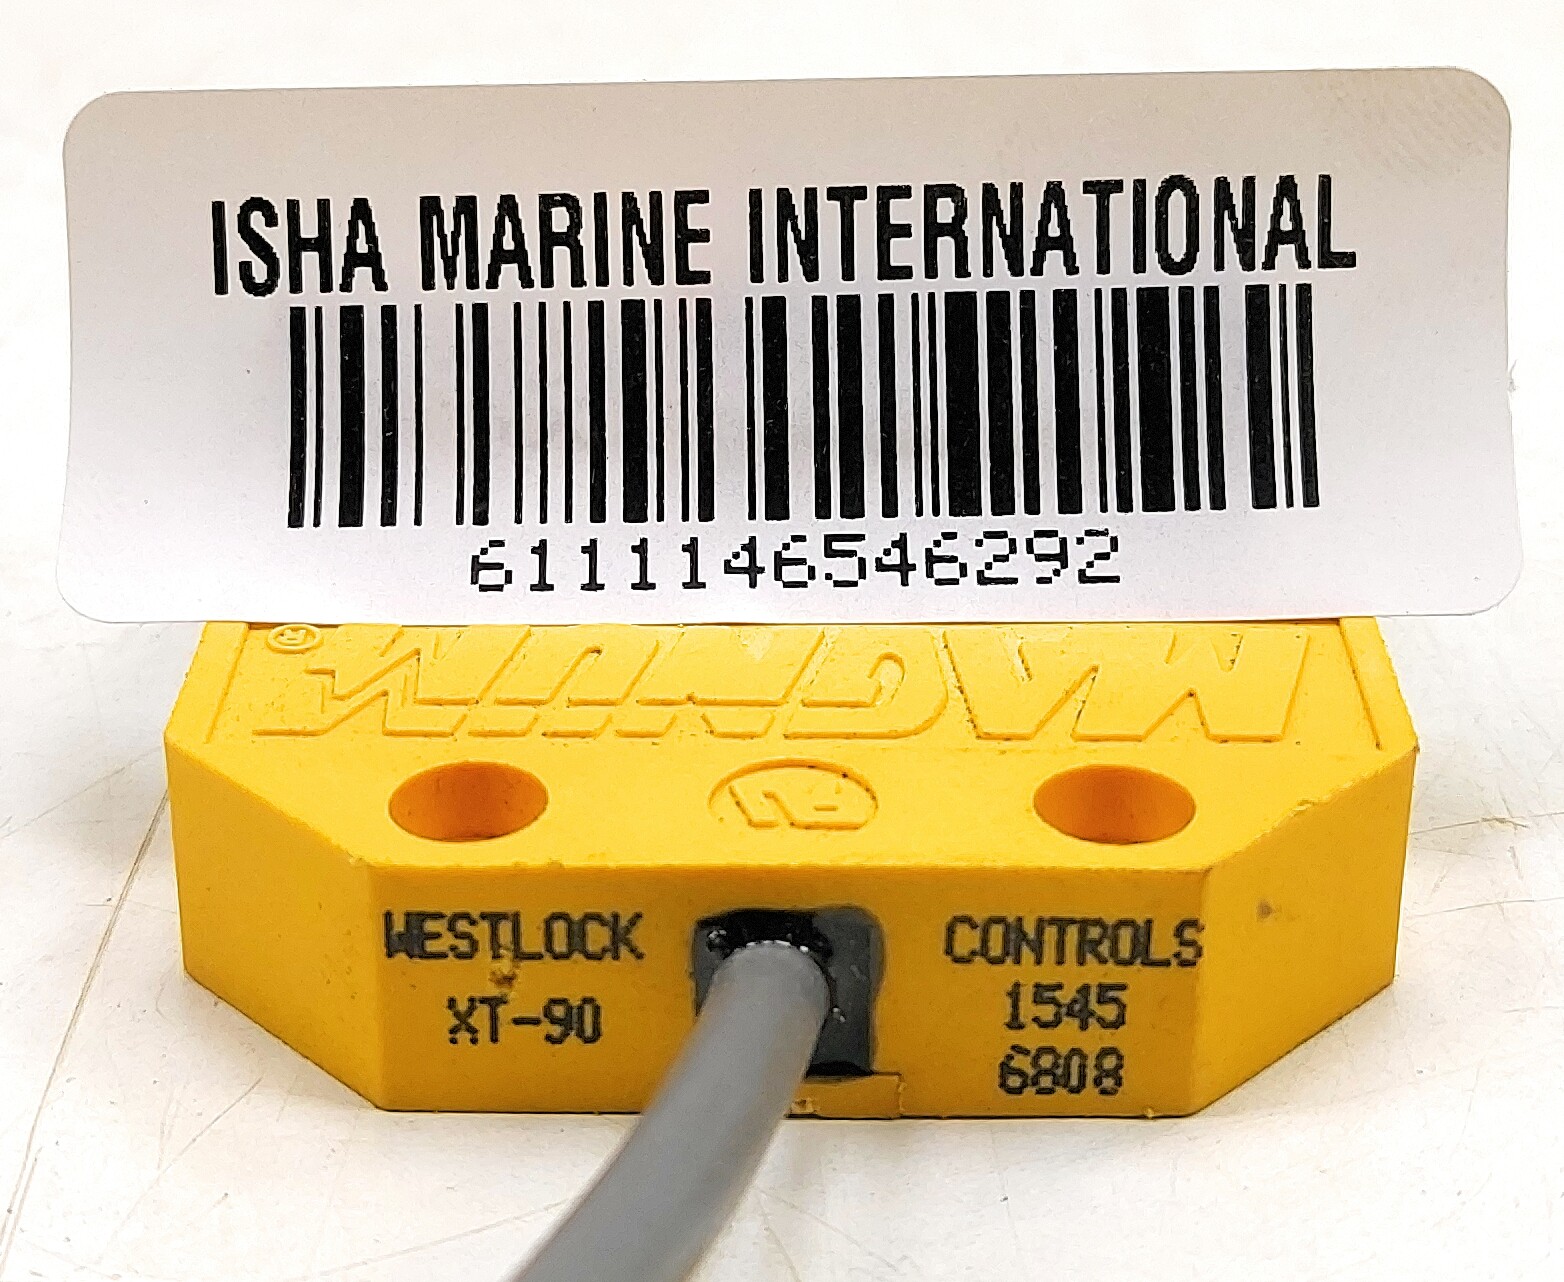 ISHA MARINE INTERNATIONAL
6111146546292
MAGNUM®
WESTLOCK
XT-90
CONTROLS
1545
6808